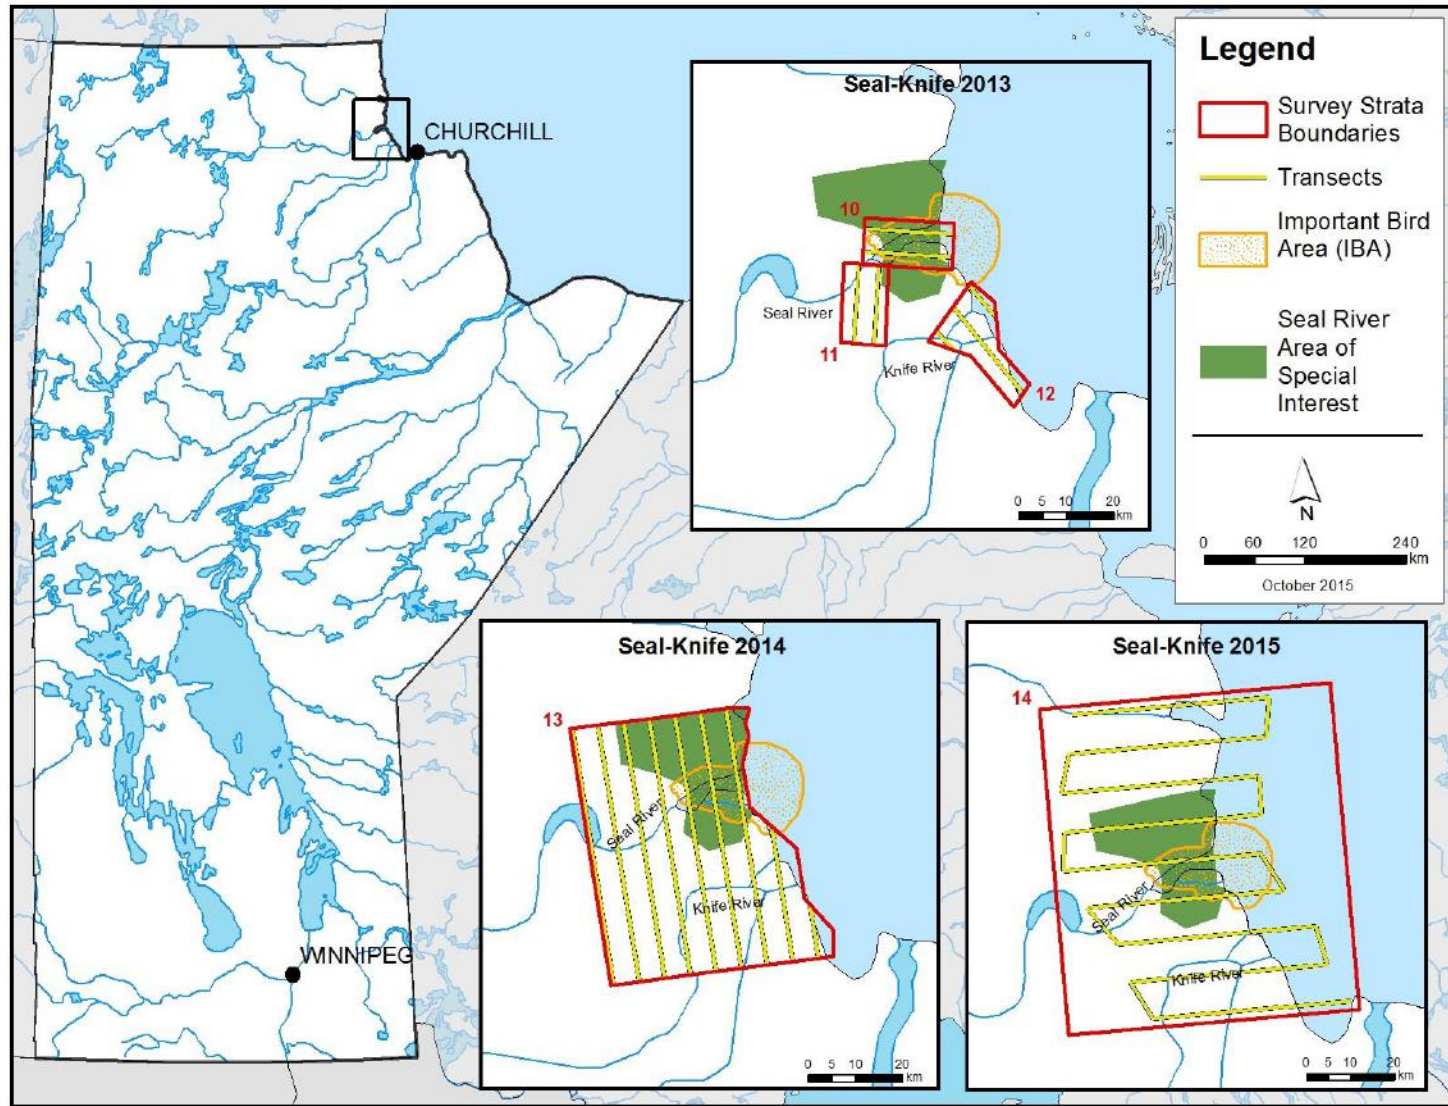 CHURCHILL
WINNIPEG
Seal-Knife 2013
10
Seal River
11
Knife River
12
0 5 10 20
km
Legend
Survey Strata
Boundaries
Transects
Important Bird
Area (IBA)
Seal River
Area of
Special
Interest
N
0 60 120 240
km
October 2015
Seal-Knife 2014
13
Seal River
Knife River
0 5 10 20
km
Seal-Knife 2015
14
Seal River
Knife River
0 5 10 20
km